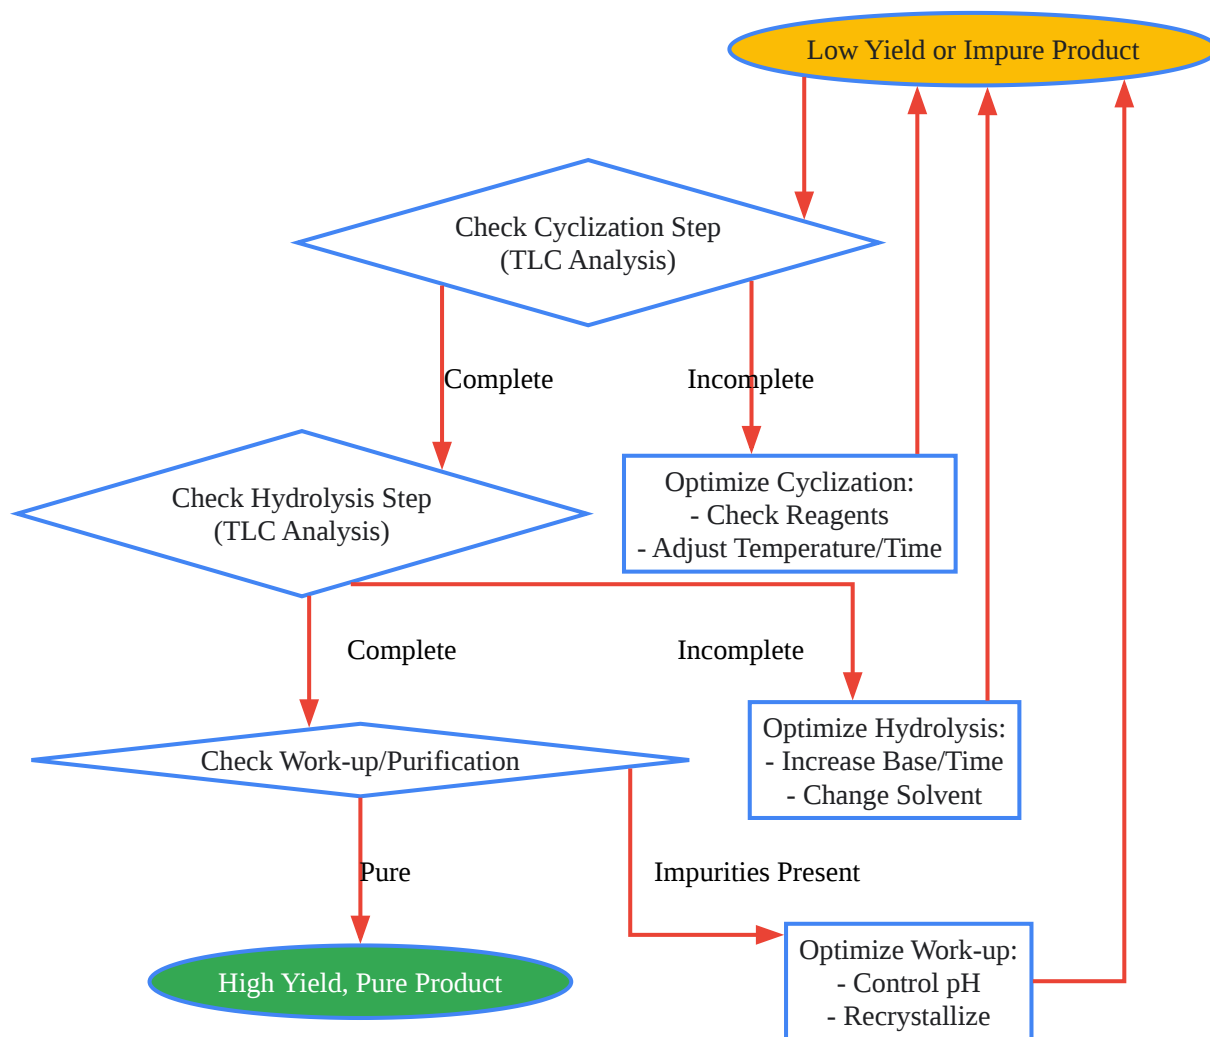 Low Yield or Impure Product
Check Cyclization Step
(TLC Analysis)
Complete
Incomplete
Check Hydrolysis Step
(TLC Analysis)
Optimize Cyclization:
- Check Reagents
- Adjust Temperature/Time
Complete
Incomplete
Check Work-up/Purification
Optimize Hydrolysis:
- Increase Base/Time
- Change Solvent
Pure
Impurities Present
High Yield, Pure Product
Optimize Work-up:
- Control pH
- Recrystallize